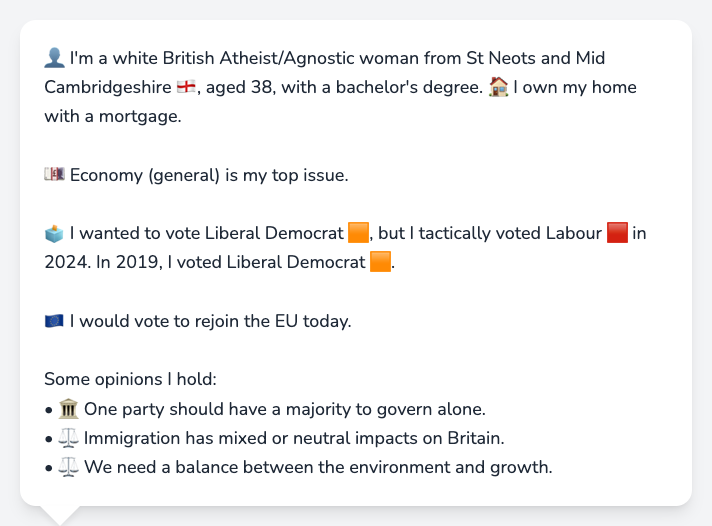 👤 I'm a white British Atheist/Agnostic woman from St Neots and Mid
Cambridgeshire 🏴󠁧󠁢󠁥󠁮󠁧󠁿, aged 38, with a bachelor's degree. 🏠 I own my home
with a mortgage.
💷 Economy (general) is my top issue.
🗳️ I wanted to vote Liberal Democrat 🟧, but I tactically voted Labour 🟥 in
2024. In 2019, I voted Liberal Democrat 🟧.
🇪🇺 I would vote to rejoin the EU today.
Some opinions I hold:
• 🏛️ One party should have a majority to govern alone.
• ⚖️ Immigration has mixed or neutral impacts on Britain.
• ⚖️ We need a balance between the environment and growth.